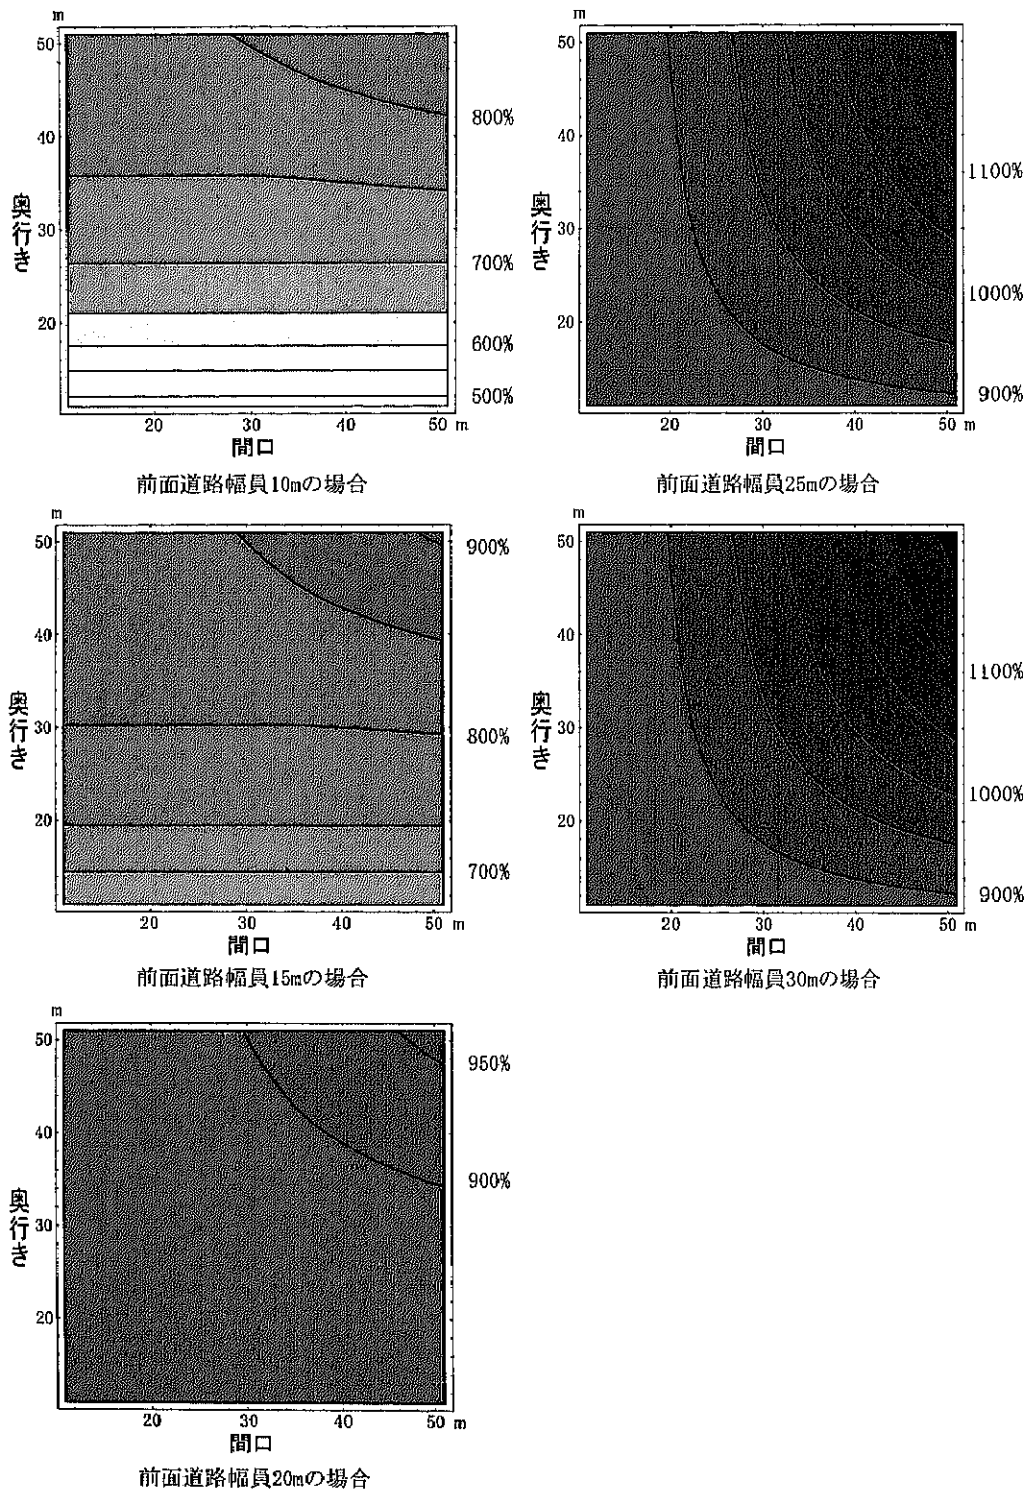 m
50
40
30
20
奥行き
800%
700%
600%
500%
20 30 40 50 m
間口
前面道路幅員10mの場合
m
50
40
30
20
奥行き
1100%
1000%
900%
20 30 40 50 m
間口
前面道路幅員25mの場合
m
50
40
30
20
奥行き
900%
800%
700%
20 30 40 50 m
間口
前面道路幅員15mの場合
m
50
40
30
20
奥行き
1100%
1000%
900%
20 30 40 50 m
間口
前面道路幅員30mの場合
m
50
40
30
20
奥行き
950%
900%
20 30 40 50 m
間口
前面道路幅員20mの場合